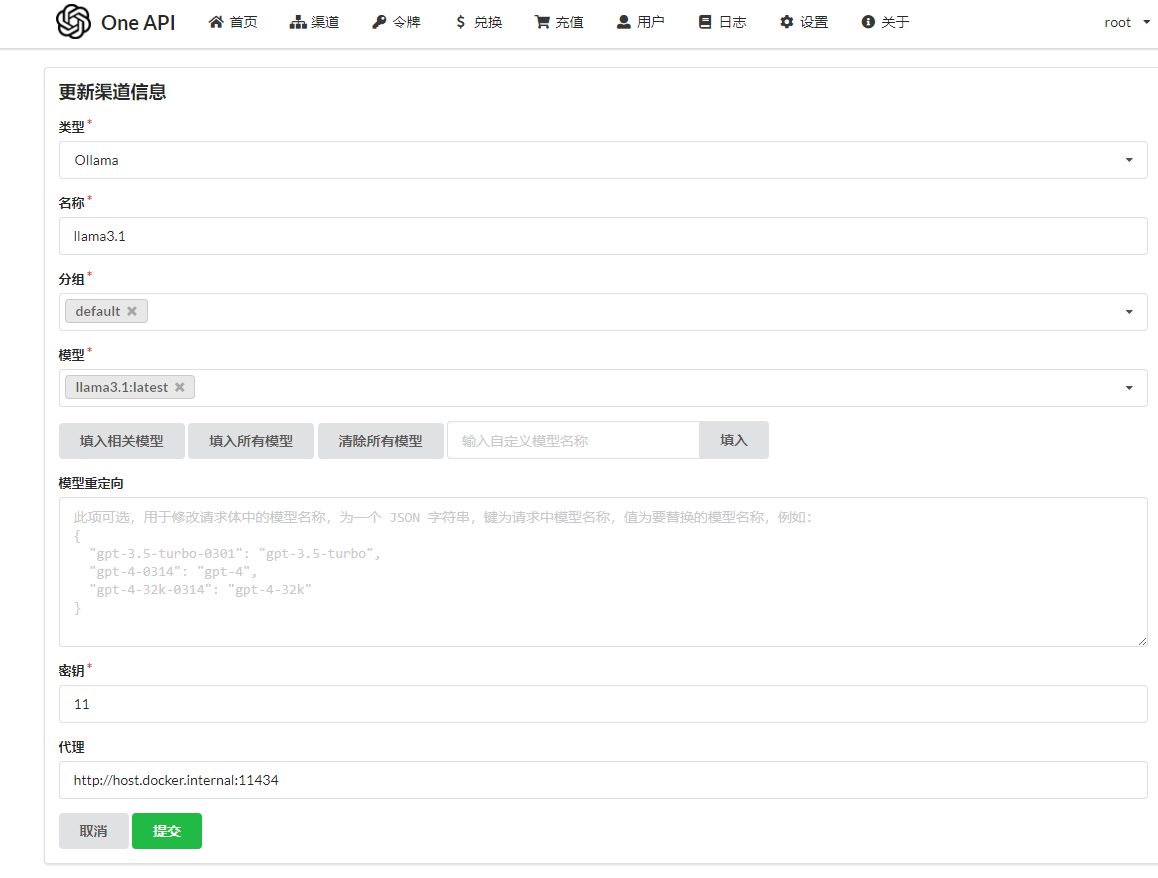 One API 首页 渠道 令牌 兑换 充值 用户 日志 设置 关于 root
更新渠道信息
类型*
Ollama
名称*
llama3.1
分组*
default
模型*
llama3.1:latest
填入相关模型 填入所有模型 清除所有模型 输入自定义模型名称 填入
模型重定向
此项可选，用于修改请求体中的模型名称，为一个 JSON 字符串，键为请求中模型名称，值为要替换的模型名称，例如：
{
"gpt-3.5-turbo-0301": "gpt-3.5-turbo",
"gpt-4-0314": "gpt-4",
"gpt-4-32k-0314": "gpt-4-32k"
}
密钥*
11
代理
http://host.docker.internal:11434
取消 提交